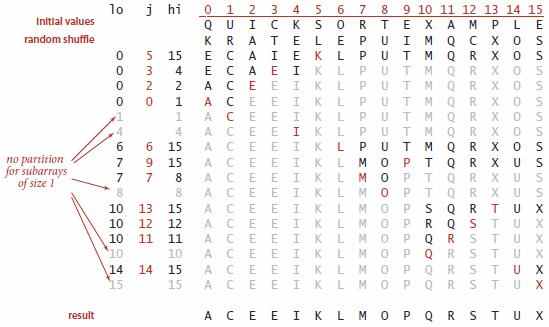 lo j hi 0 1 2 3 4 5 6 7 8 9 10 11 12 13 14 15
initial values Q U I C K S O R T E X A M P L E
random shuffle K R A T E L E P U I M Q C X O S
0 5 15 E C A I E K L P U T M Q R X O S
0 3 4 E C A E I K L P U T M Q R X O S
0 2 2 A C E E I K L P U T M Q R X O S
0 0 1 A C E E I K L P U T M Q R X O S
1 1 A C E E I K L P U T M Q R X O S
4 4 A C E E I K L P U T M Q R X O S
6 6 15 A C E E I K L P U T M Q R X O S
no partition
for subarrays
of size 1
7 9 15 A C E E I K L M O P T Q R X U S
7 7 8 A C E E I K L M O P T Q R X U S
8 8 A C E E I K L M O P T Q R X U S
10 13 15 A C E E I K L M O P S Q R T U X
10 12 12 A C E E I K L M O P R Q S T U X
10 11 11 A C E E I K L M O P Q R S T U X
10 10 A C E E I K L M O P Q R S T U X
14 14 15 A C E E I K L M O P Q R S T U X
15 15 A C E E I K L M O P Q R S T U X
result A C E E I K L M O P Q R S T U X